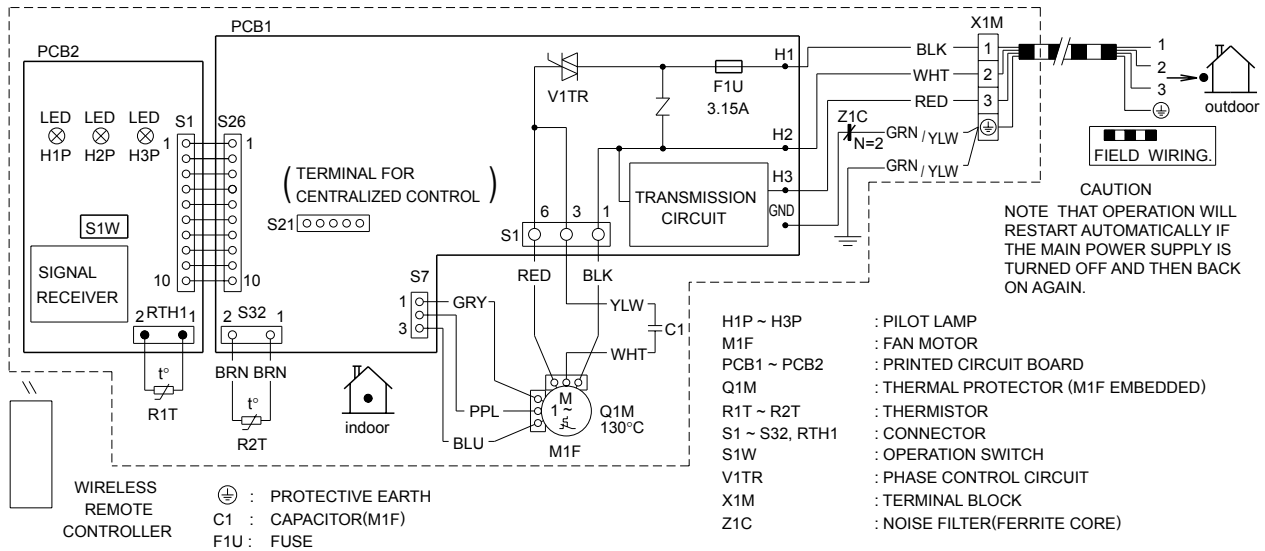 PCB1
X1M
PCB2
H1
BLK
1
1
V1TR
F1U
3.15A
WHT
2
2
RED
3
3
outdoor
LED LED LED
H1P H2P H3P
S1 S26
1 1
10 10
Z1C
N=2
GRN/YLW
GRN/YLW
H2
H3
GND
FIELD WIRING.
(TERMINAL FOR
CENTRALIZED CONTROL)
S21
TRANSMISSION
CIRCUIT
S1W
SIGNAL
RECEIVER
6 3 1
S1
RED BLK
S7
1
3
GRY
YLW
C1
WHT
2 RTH1 1
2 S32 1
BRN BRN
t°
R1T
t°
R2T
indoor
PPL
BLU
M
1~
Q1M
130°C
M1F
CAUTION
NOTE THAT OPERATION WILL
RESTART AUTOMATICALLY IF
THE MAIN POWER SUPPLY IS
TURNED OFF AND THEN BACK
ON AGAIN.
H1P ~ H3P : PILOT LAMP
M1F : FAN MOTOR
PCB1 ~ PCB2 : PRINTED CIRCUIT BOARD
Q1M : THERMAL PROTECTOR (M1F EMBEDDED)
R1T ~ R2T : THERMISTOR
S1 ~ S32, RTH1 : CONNECTOR
S1W : OPERATION SWITCH
V1TR : PHASE CONTROL CIRCUIT
X1M : TERMINAL BLOCK
Z1C : NOISE FILTER(FERRITE CORE)
WIRELESS
REMOTE
CONTROLLER
: PROTECTIVE EARTH
C1 : CAPACITOR(M1F)
F1U : FUSE